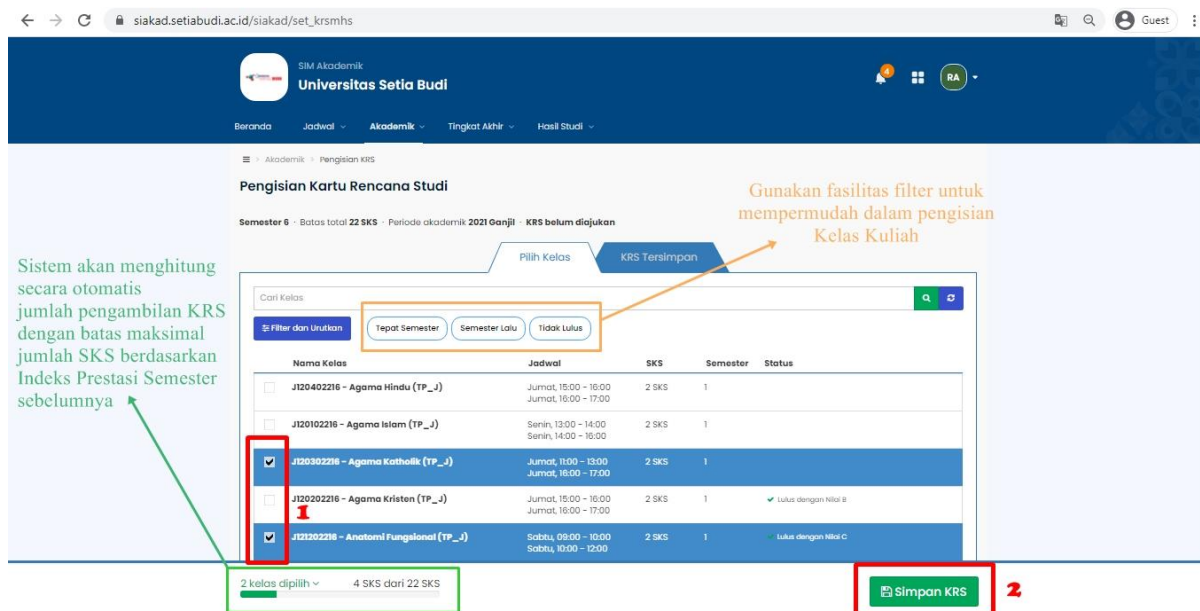 siakad.setiabudi.ac.id/siakad/set_krsmhs
Guest
SIM Akademik
Universitas Setia Budi
4
RA
Beranda
Jadwal
Akademik
Tingkat Akhir
Hasil Studi
Akademik > Pengisian KRS
Pengisian Kartu Rencana Studi
Semester 6 · Batas total 22 SKS · Periode akademik 2021 Ganjil · KRS belum diajukan
Gunakan fasilitas filter untuk
mempermudah dalam pengisian
Kelas Kuliah
Pilih Kelas
KRS Tersimpan
Sistem akan menghitung
secara otomatis
jumlah pengambilan KRS
dengan batas maksimal
jumlah SKS berdasarkan
Indeks Prestasi Semester
sebelumnya
Cari Kelas
Filter dan Urutkan
Tepat Semester
Semester Lalu
Tidak Lulus
Nama Kelas Jadwal SKS Semester Status
J120402216 - Agama Hindu (TP_J) Jumat, 15:00 - 16:00 2 SKS 1
Jumat, 16:00 - 17:00
J120102216 - Agama Islam (TP_J) Senin, 13:00 - 14:00 2 SKS 1
Senin, 14:00 - 16:00
J120302216 - Agama Katholik (TP_J) Jumat, 11:00 - 13:00 2 SKS 1
Jumat, 16:00 - 17:00
J120202216 - Agama Kristen (TP_J) Jumat, 15:00 - 16:00 2 SKS 1 Lulus dengan Nilai B
Jumat, 16:00 - 17:00
1
J121202216 - Anatomi Fungsional (TP_J) Sabtu, 09:00 - 10:00 2 SKS 1 Lulus dengan Nilai C
Sabtu, 10:00 - 12:00
2 kelas dipilih
4 SKS dari 22 SKS
Simpan KRS
2